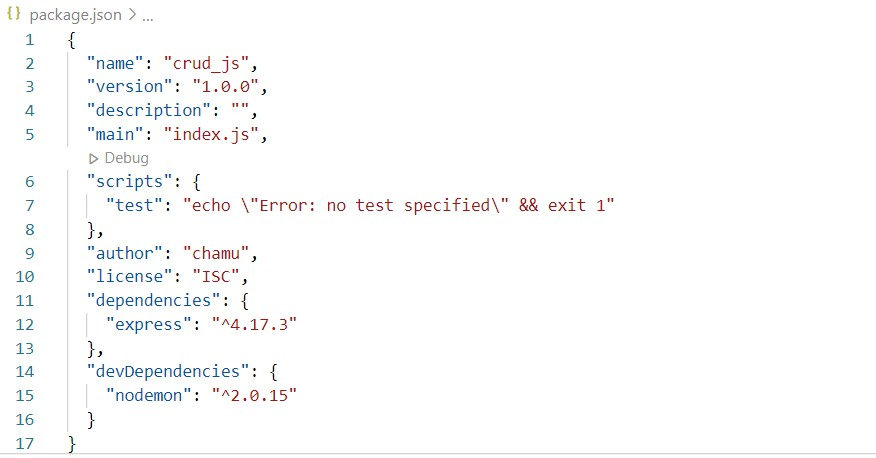 {} package.json > ...
1 {
2 "name": "crud_js",
3 "version": "1.0.0",
4 "description": "",
5 "main": "index.js",
Debug
6 "scripts": {
7 "test": "echo \"Error: no test specified\" && exit 1"
8 },
9 "author": "chamu",
10 "license": "ISC",
11 "dependencies": {
12 "express": "^4.17.3"
13 },
14 "devDependencies": {
15 "nodemon": "^2.0.15"
16 }
17 }